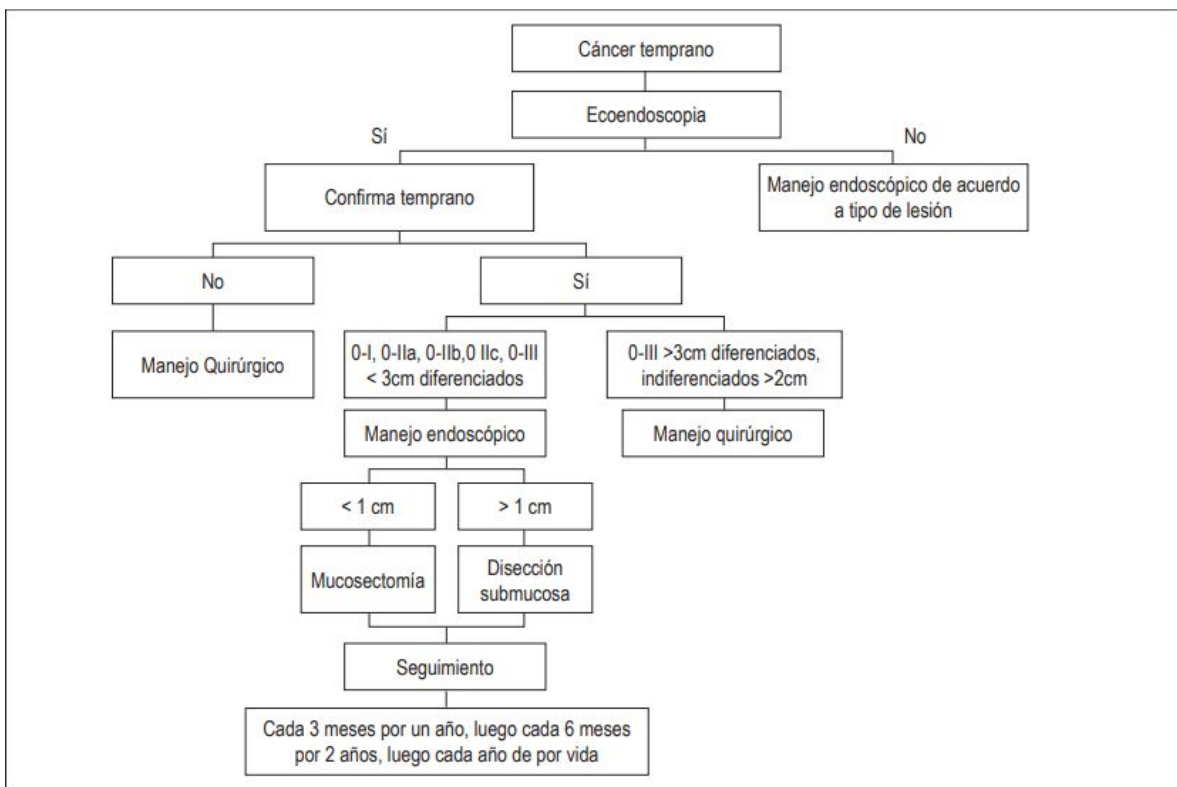 Cáncer temprano
Ecoendoscopia
Sí
No
Confirma temprano
Manejo endoscópico de acuerdo
a tipo de lesión
No
Sí
Manejo Quirúrgico
0-I, 0-IIa, 0-IIb,0 IIc, 0-III
< 3cm diferenciados
0-III >3cm diferenciados,
indiferenciados >2cm
Manejo endoscópico
Manejo quirúrgico
< 1 cm
> 1 cm
Mucosectomía
Disección
submucosa
Seguimiento
Cada 3 meses por un año, luego cada 6 meses
por 2 años, luego cada año de por vida